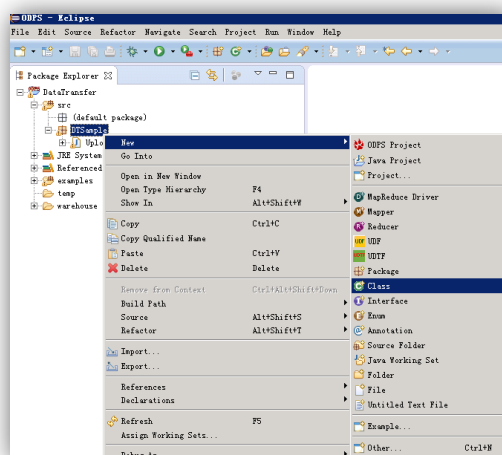 ODPS - Eclipse
File Edit Source Refactor Navigate Search Project Run Window Help
Package Explorer
DataTransfer
src
(default package)
DTSample
Uplo
JRE System
Referenced
examples
temp
warehouse
New
Go Into
Open in New Window
Open Type Hierarchy F4
Show In Alt+Shift+W
Copy Ctrl+C
Copy Qualified Name
Paste Ctrl+V
Delete Delete
Remove from Context Ctrl+Alt+Shift+Down
Build Path
Source Alt+Shift+S
Refactor Alt+Shift+T
Import...
Export...
References
Declarations
Refresh F5
Assign Working Sets...
Debug As
ODPS Project
Java Project
Project...
MapReduce Driver
Mapper
Reducer
UDF UDF
UDTF UDTF
Package
Class
Interface
Enum
Annotation
Source Folder
Java Working Set
Folder
File
Untitled Text File
Example...
Other... Ctrl+N